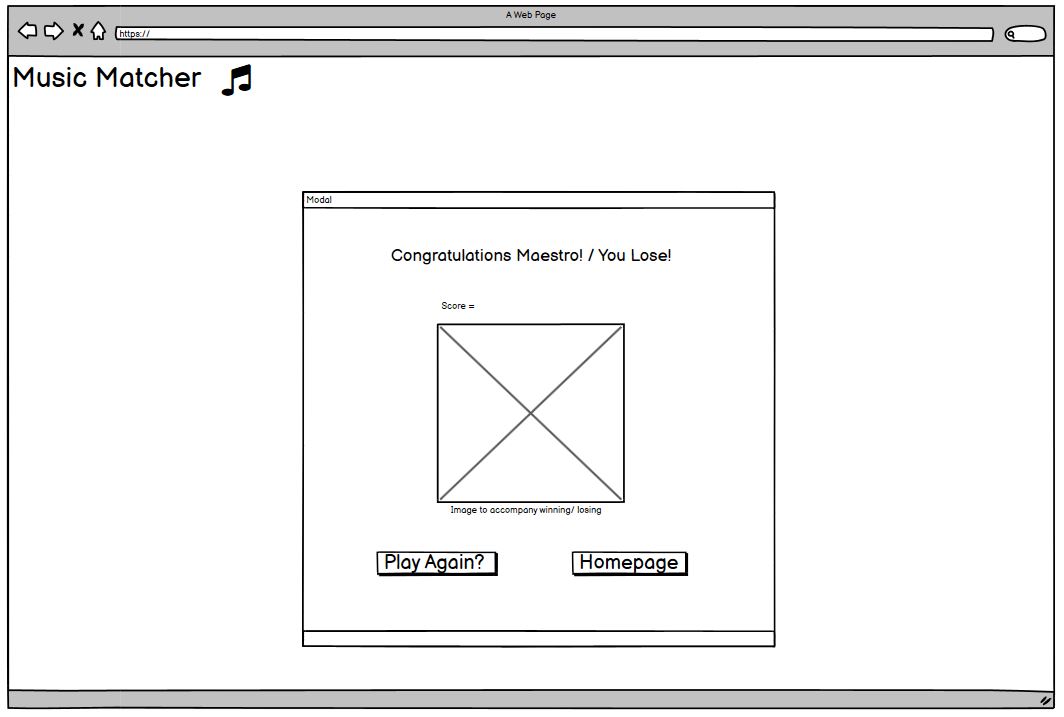 A Web Page
https://
Music Matcher
Modal
Congratulations Maestro! / You Lose!
Score =
Image to accompany winning/ losing
Play Again?
Homepage